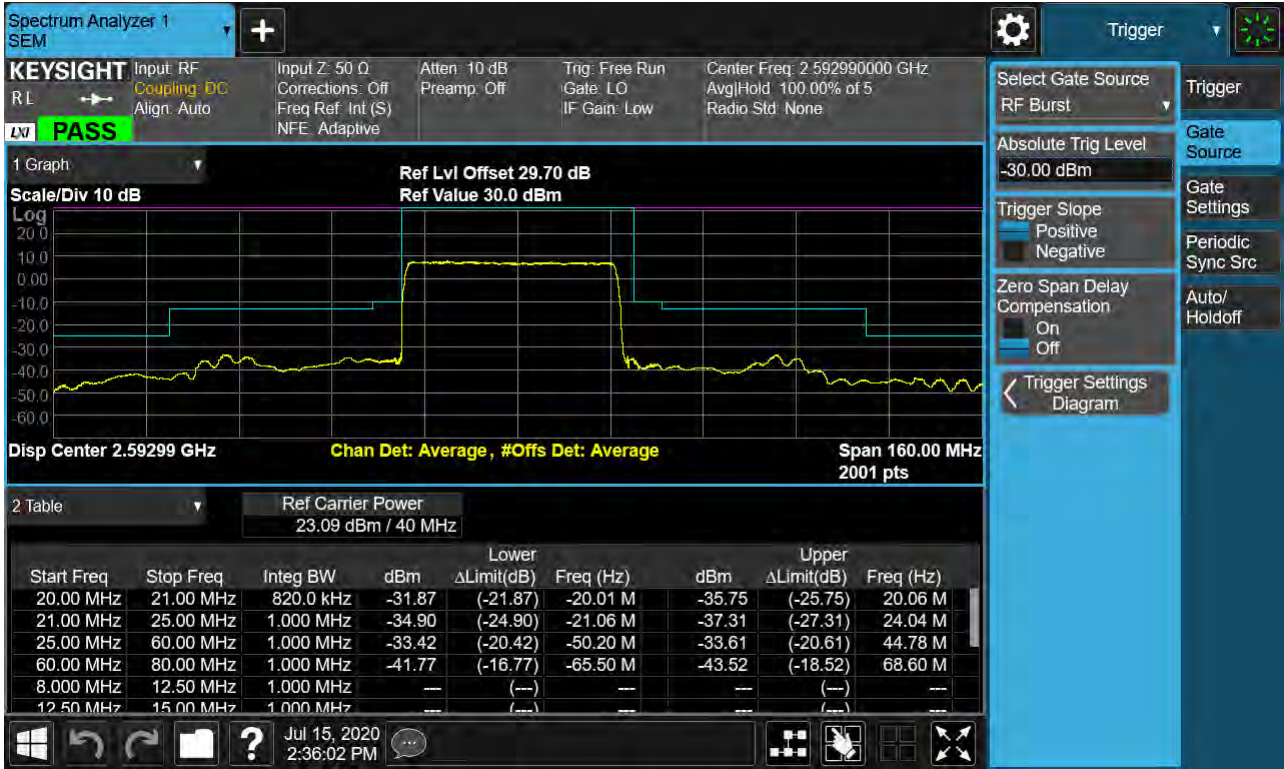 Spectrum Analyzer 1
SEM
Trigger
KEYSIGHT
R L
LXI
PASS
Input: RF
Coupling: DC
Align: Auto
Input Z: 50 Ω
Corrections: Off
Freq Ref: Int (S)
NFE: Adaptive
Atten: 10 dB
Preamp: Off
Trig: Free Run
Gate: LO
IF Gain: Low
Center Freq: 2.592990000 GHz
Avg|Hold: 100.00% of 5
Radio Std: None
1 Graph
Scale/Div 10 dB
Ref Lvl Offset 29.70 dB
Ref Value 30.0 dBm
Log
20.0
10.0
0.00
-10.0
-20.0
-30.0
-40.0
-50.0
-60.0
Disp Center 2.59299 GHz
Chan Det: Average, #Offs Det: Average
Span 160.00 MHz
2001 pts
2 Table
Ref Carrier Power
23.09 dBm / 40 MHz
Lower Upper
Start Freq Stop Freq Integ BW dBm ΔLimit(dB) Freq (Hz) dBm ΔLimit(dB) Freq (Hz)
20.00 MHz 21.00 MHz 820.0 kHz -31.87 (-21.87) -20.01 M -35.75 (-25.75) 20.06 M
21.00 MHz 25.00 MHz 1.000 MHz -34.90 (-24.90) -21.06 M -37.31 (-27.31) 24.04 M
25.00 MHz 60.00 MHz 1.000 MHz -33.42 (-20.42) -50.20 M -33.61 (-20.61) 44.78 M
60.00 MHz 80.00 MHz 1.000 MHz -41.77 (-16.77) -65.50 M -43.52 (-18.52) 68.60 M
8.000 MHz 12.50 MHz 1.000 MHz --- (---) --- --- (---) ---
12.50 MHz 15.00 MHz 1.000 MHz --- (---) --- --- (---) ---
Jul 15, 2020
2:36:02 PM
Select Gate Source
RF Burst
Absolute Trig Level
-30.00 dBm
Trigger Slope
Positive
Negative
Zero Span Delay
Compensation
On
Off
Trigger Settings
Diagram
Trigger
Gate
Source
Gate
Settings
Periodic
Sync Src
Auto/
Holdoff